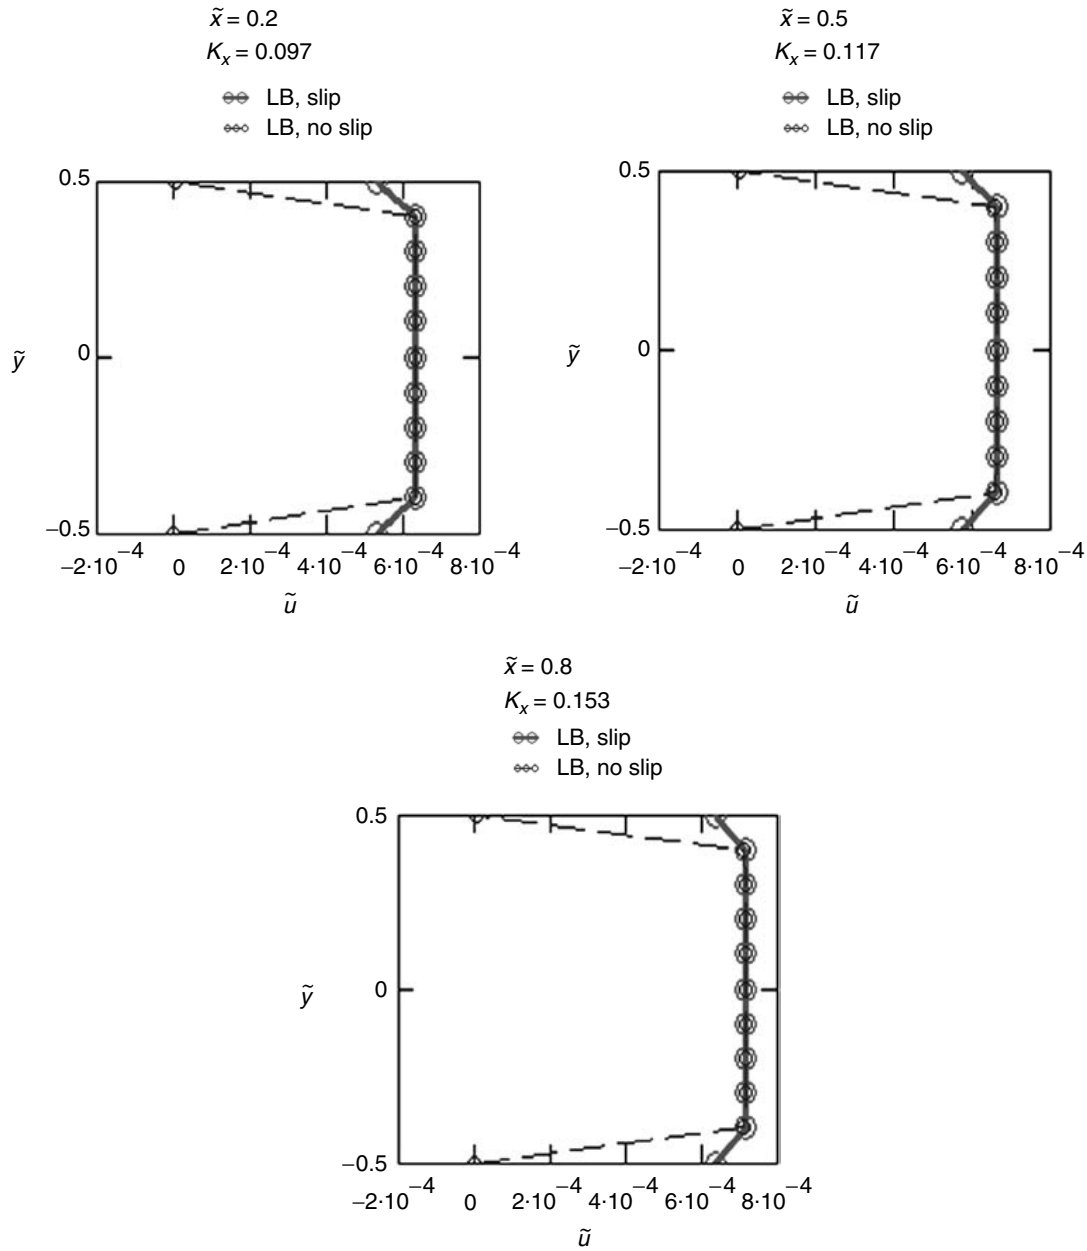 x̃ = 0.2
Kₓ = 0.097
LB, slip
LB, no slip
0.5
0
ỹ
−0.5
−2·10⁻⁴ 0 2·10⁻⁴ 4·10⁻⁴ 6·10⁻⁴ 8·10⁻⁴
ũ
x̃ = 0.5
Kₓ = 0.117
LB, slip
LB, no slip
0.5
0
ỹ
−0.5
−2·10⁻⁴ 0 2·10⁻⁴ 4·10⁻⁴ 6·10⁻⁴ 8·10⁻⁴
ũ
x̃ = 0.8
Kₓ = 0.153
LB, slip
LB, no slip
0.5
0
ỹ
−0.5
−2·10⁻⁴ 0 2·10⁻⁴ 4·10⁻⁴ 6·10⁻⁴ 8·10⁻⁴
ũ